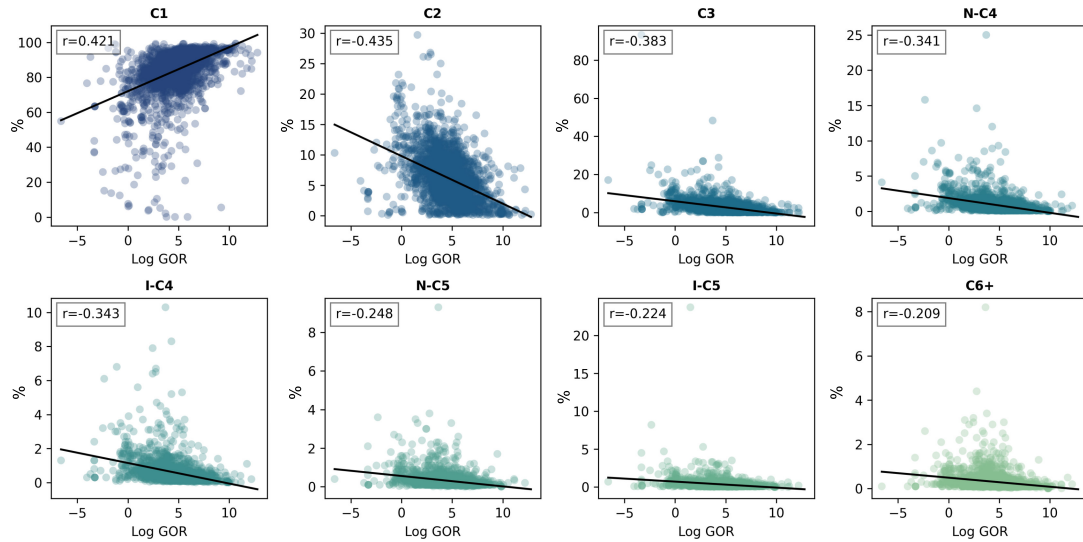 C1
r=0.421
100
80
60
40
20
0
%
−5 0 5 10
Log GOR
C2
r=-0.435
30
25
20
15
10
5
0
%
−5 0 5 10
Log GOR
C3
r=-0.383
80
60
40
20
0
%
−5 0 5 10
Log GOR
N-C4
r=-0.341
25
20
15
10
5
0
%
−5 0 5 10
Log GOR
I-C4
r=-0.343
10
8
6
4
2
0
%
−5 0 5 10
Log GOR
N-C5
r=-0.248
8
6
4
2
0
%
−5 0 5 10
Log GOR
I-C5
r=-0.224
20
15
10
5
0
%
−5 0 5 10
Log GOR
C6+
r=-0.209
8
6
4
2
0
%
−5 0 5 10
Log GOR